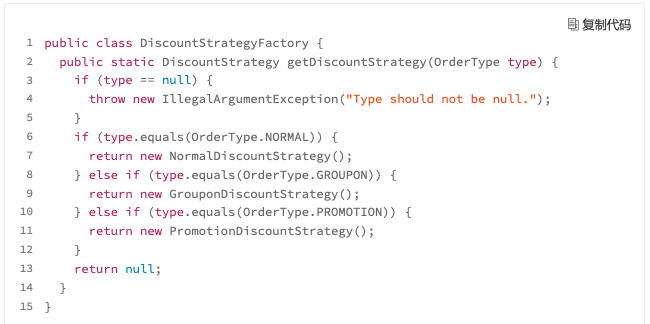 复制代码
1 public class DiscountStrategyFactory {
2 public static DiscountStrategy getDiscountStrategy(OrderType type) {
3 if (type == null) {
4 throw new IllegalArgumentException("Type should not be null.");
5 }
6 if (type.equals(OrderType.NORMAL)) {
7 return new NormalDiscountStrategy();
8 } else if (type.equals(OrderType.GROUPON)) {
9 return new GrouponDiscountStrategy();
10 } else if (type.equals(OrderType.PROMOTION)) {
11 return new PromotionDiscountStrategy();
12 }
13 return null;
14 }
15 }